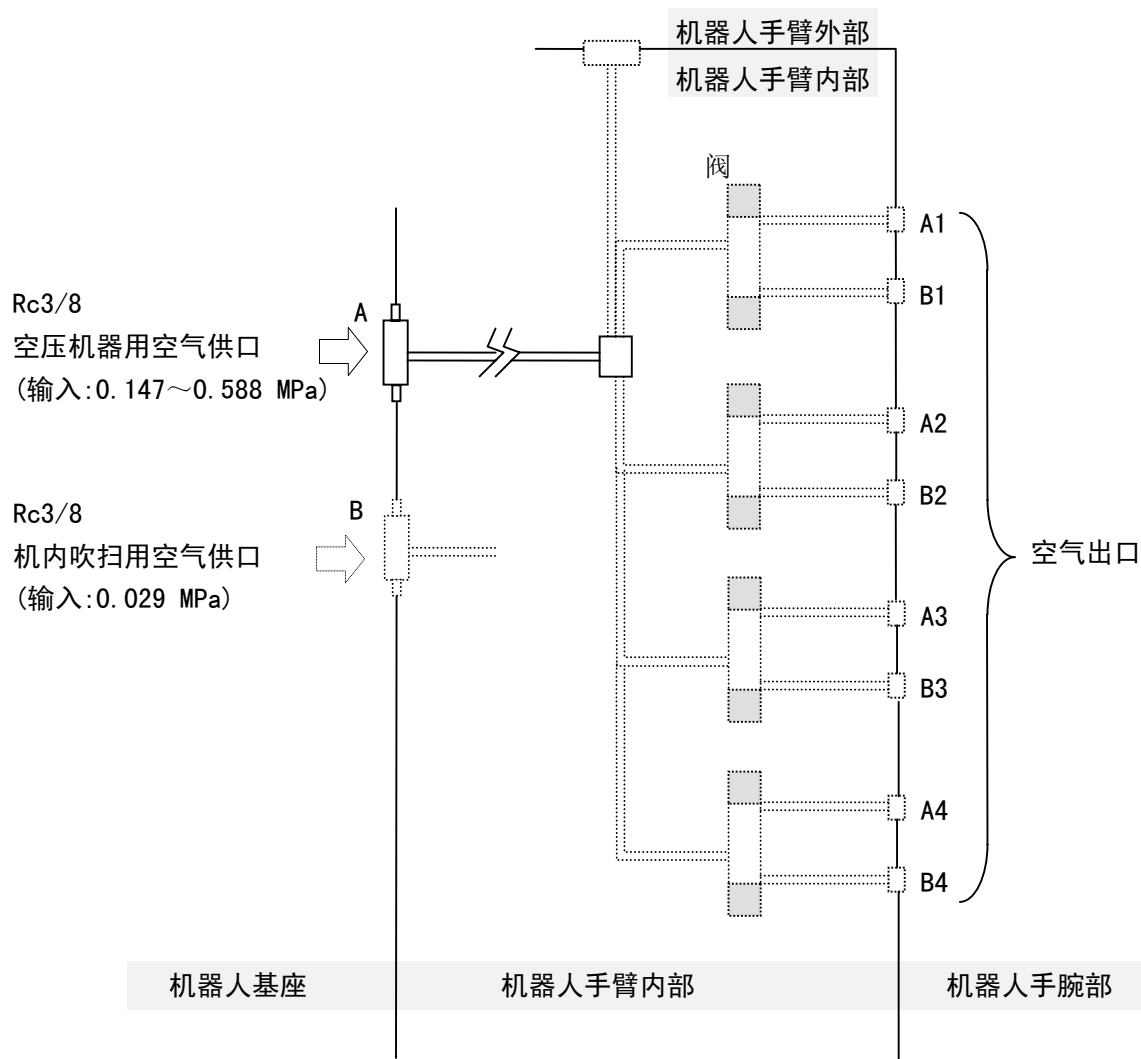 机器人手臂外部
机器人手臂内部
阀
A1
B1
Rc3/8
空压机器用空气供口
(输入:0.147～0.588 MPa)
A
A2
B2
Rc3/8
机内吹扫用空气供口
(输入:0.029 MPa)
B
空气出口
A3
B3
A4
B4
机器人基座
机器人手臂内部
机器人手腕部